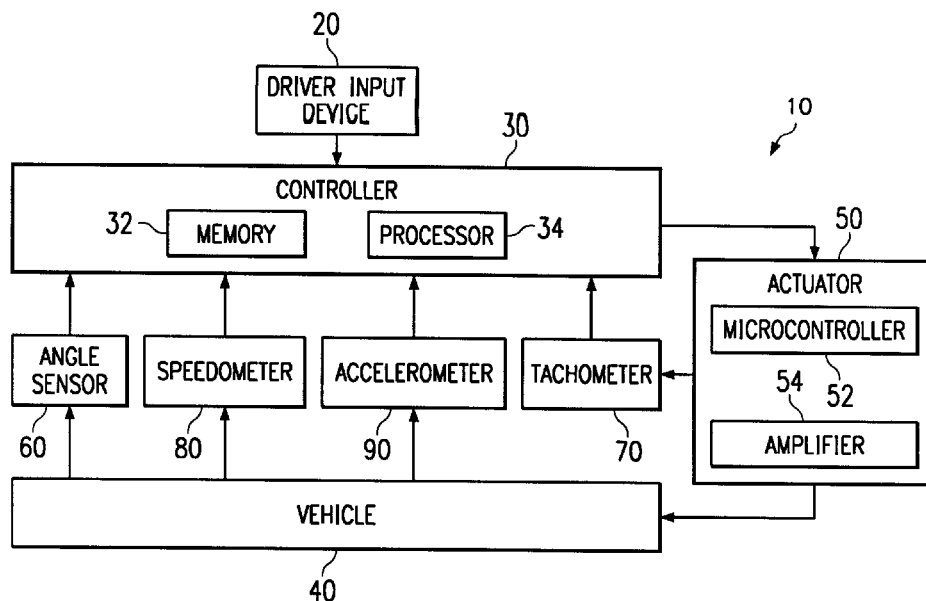 20
DRIVER INPUT
DEVICE
10
30
CONTROLLER
32
MEMORY
PROCESSOR
34
50
ACTUATOR
MICROCONTROLLER
52
54
AMPLIFIER
ANGLE
SENSOR
60
SPEEDOMETER
80
ACCELEROMETER
90
TACHOMETER
70
VEHICLE
40